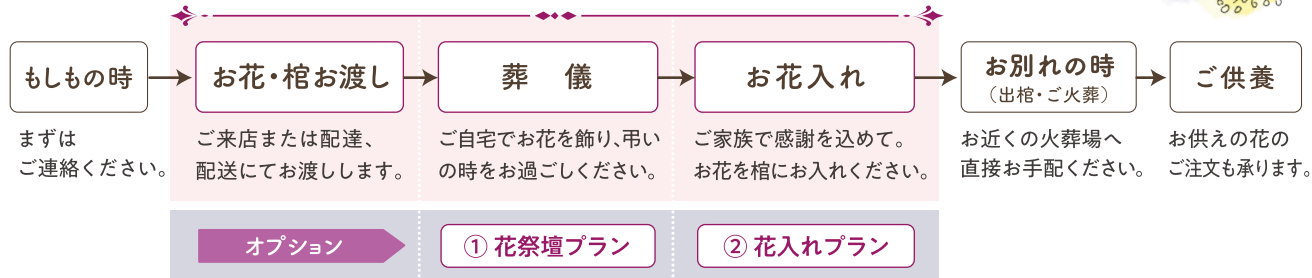 もしもの時
まずは
ご連絡ください。
お花・棺お渡し
ご来店または配達、
配送にてお渡しします。
葬 儀
ご自宅でお花を飾り、弔い
の時をお過ごしください。
お花入れ
ご家族で感謝を込めて。
お花を棺にお入れください。
お別れの時
（出棺・ご火葬）
お近くの火葬場へ
直接お手配ください。
ご供養
お供えの花の
ご注文も承ります。
オプション
① 花祭壇プラン
② 花入れプラン